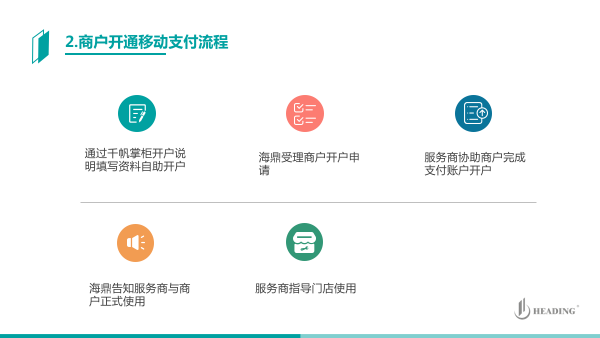 2.商户开通移动支付流程
通过千帆掌柜开户说
明填写资料自助开户
海鼎受理商户开户申
请
服务商协助商户完成
支付账户开户
海鼎告知服务商与商
户正式使用
服务商指导门店使用
HEADING